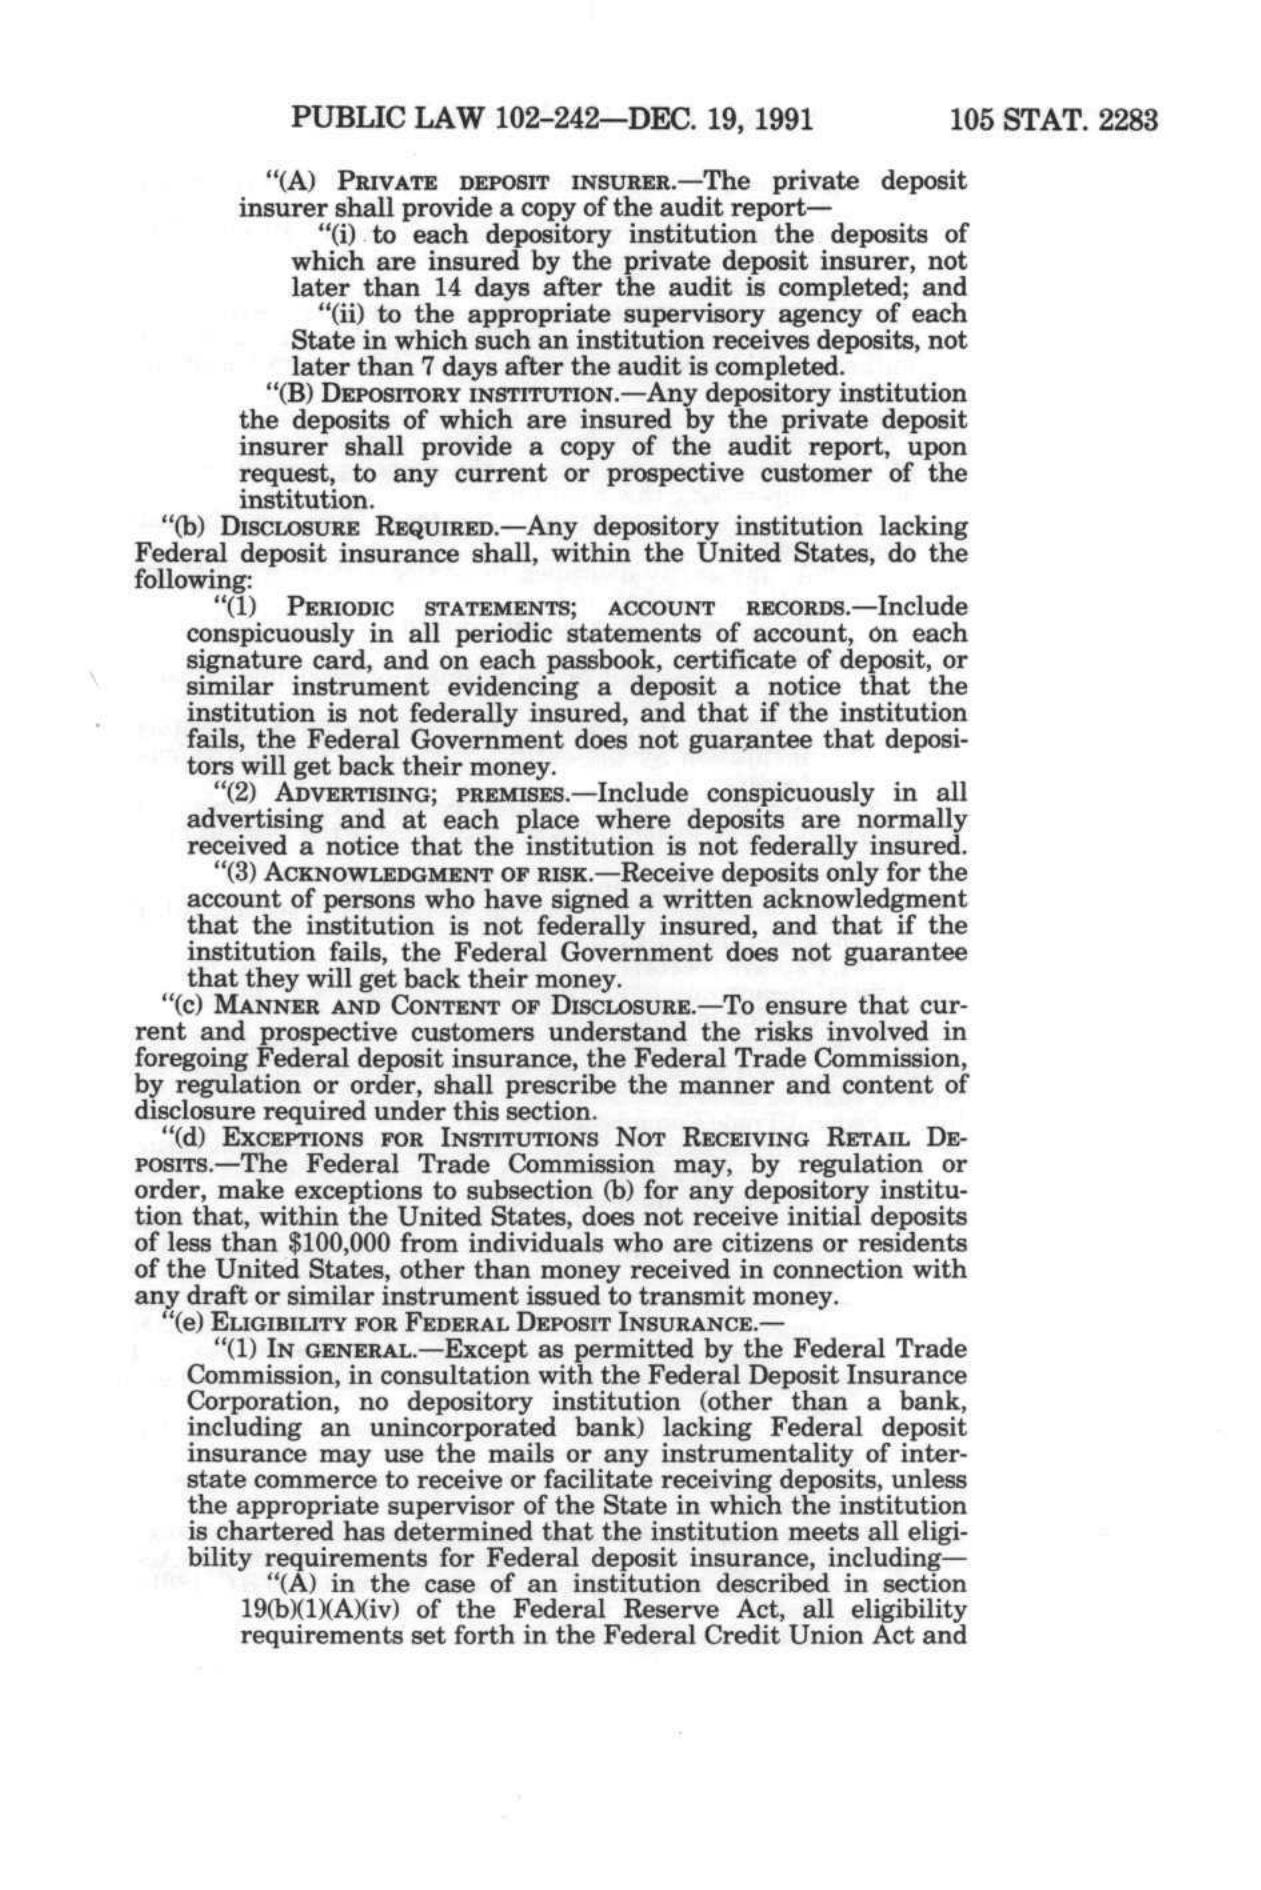 PUBLIC LAW 102-242—DEC. 19, 1991 105 STAT. 2283
“(A) PRIVATE DEPOSIT INSURER.—The private deposit
insurer shall provide a copy of the audit report—
“(i) to each depository institution the deposits of
which are insured by the private deposit insurer, not
later than 14 days after the audit is completed; and
“(ii) to the appropriate supervisory agency of each
State in which such an institution receives deposits, not
later than 7 days after the audit is completed.
“(B) DEPOSITORY INSTITUTION.—Any depository institution
the deposits of which are insured by the private deposit
insurer shall provide a copy of the audit report, upon
request, to any current or prospective customer of the
institution.
“(b) DISCLOSURE REQUIRED.—Any depository institution lacking
Federal deposit insurance shall, within the United States, do the
following:
“(1) PERIODIC STATEMENTS; ACCOUNT RECORDS.—Include
conspicuously in all periodic statements of account, on each
signature card, and on each passbook, certificate of deposit, or
similar instrument evidencing a deposit a notice that the
institution is not federally insured, and that if the institution
fails, the Federal Government does not guarantee that deposi-
tors will get back their money.
“(2) ADVERTISING; PREMISES.—Include conspicuously in all
advertising and at each place where deposits are normally
received a notice that the institution is not federally insured.
“(3) ACKNOWLEDGMENT OF RISK.—Receive deposits only for the
account of persons who have signed a written acknowledgment
that the institution is not federally insured, and that if the
institution fails, the Federal Government does not guarantee
that they will get back their money.
“(c) MANNER AND CONTENT OF DISCLOSURE.—To ensure that cur-
rent and prospective customers understand the risks involved in
foregoing Federal deposit insurance, the Federal Trade Commission,
by regulation or order, shall prescribe the manner and content of
disclosure required under this section.
“(d) EXCEPTIONS FOR INSTITUTIONS NOT RECEIVING RETAIL DE-
POSITS.—The Federal Trade Commission may, by regulation or
order, make exceptions to subsection (b) for any depository institu-
tion that, within the United States, does not receive initial deposits
of less than $100,000 from individuals who are citizens or residents
of the United States, other than money received in connection with
any draft or similar instrument issued to transmit money.
“(e) ELIGIBILITY FOR FEDERAL DEPOSIT INSURANCE.—
“(1) IN GENERAL.—Except as permitted by the Federal Trade
Commission, in consultation with the Federal Deposit Insurance
Corporation, no depository institution (other than a bank,
including an unincorporated bank) lacking Federal deposit
insurance may use the mails or any instrumentality of inter-
state commerce to receive or facilitate receiving deposits, unless
the appropriate supervisor of the State in which the institution
is chartered has determined that the institution meets all eligi-
bility requirements for Federal deposit insurance, including—
“(A) in the case of an institution described in section
19(b)(1)(A)(iv) of the Federal Reserve Act, all eligibility
requirements set forth in the Federal Credit Union Act and